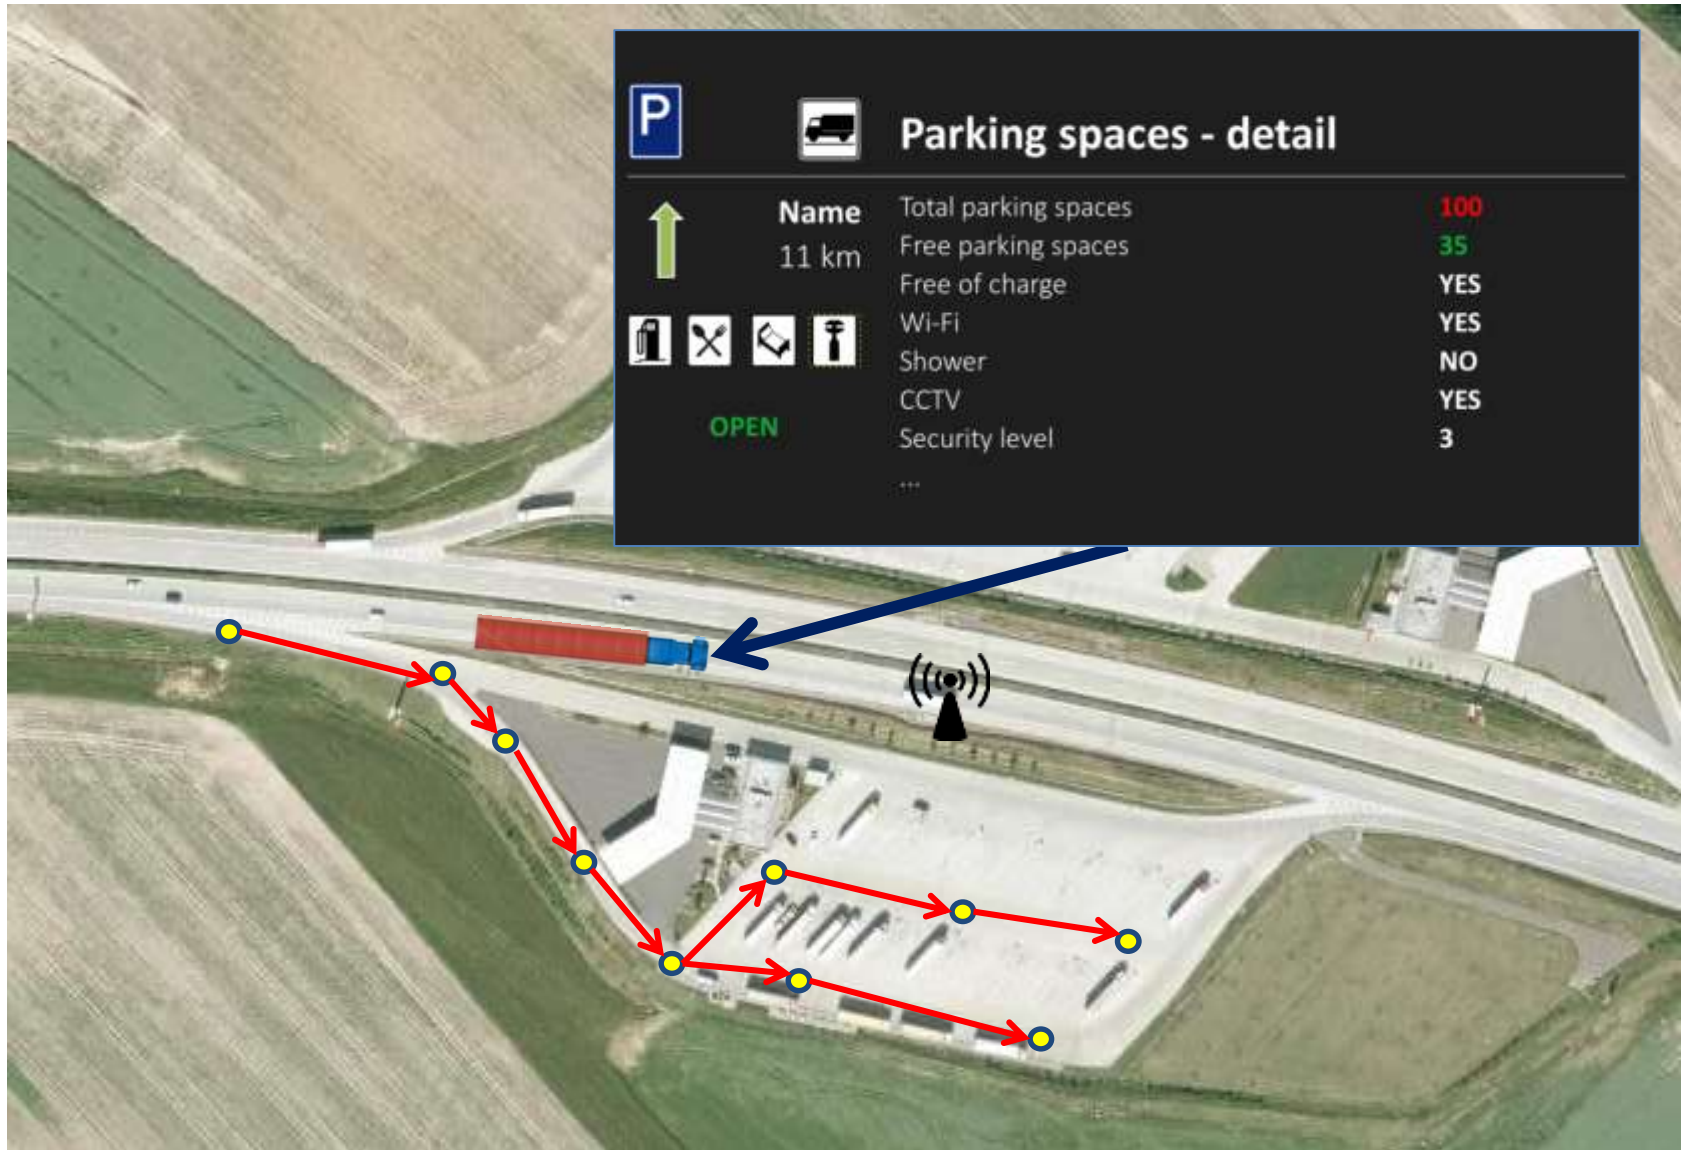 P
Parking spaces - detail
Name
11 km
Total parking spaces 100
Free parking spaces 35
Free of charge YES
Wi-Fi YES
Shower NO
CCTV YES
Security level 3
...
OPEN